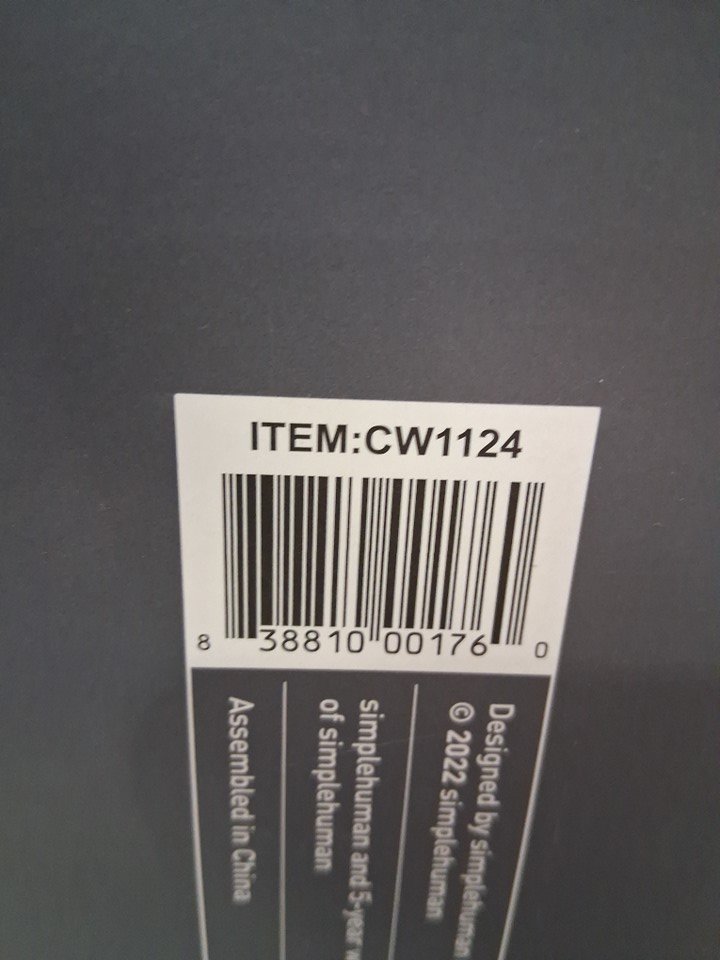 ITEM:CW1124
8 38810 00176 0
Designed by simplehuman
© 2022 simplehuman
simplehuman and 5-year
of simplehuman
Assembled in China